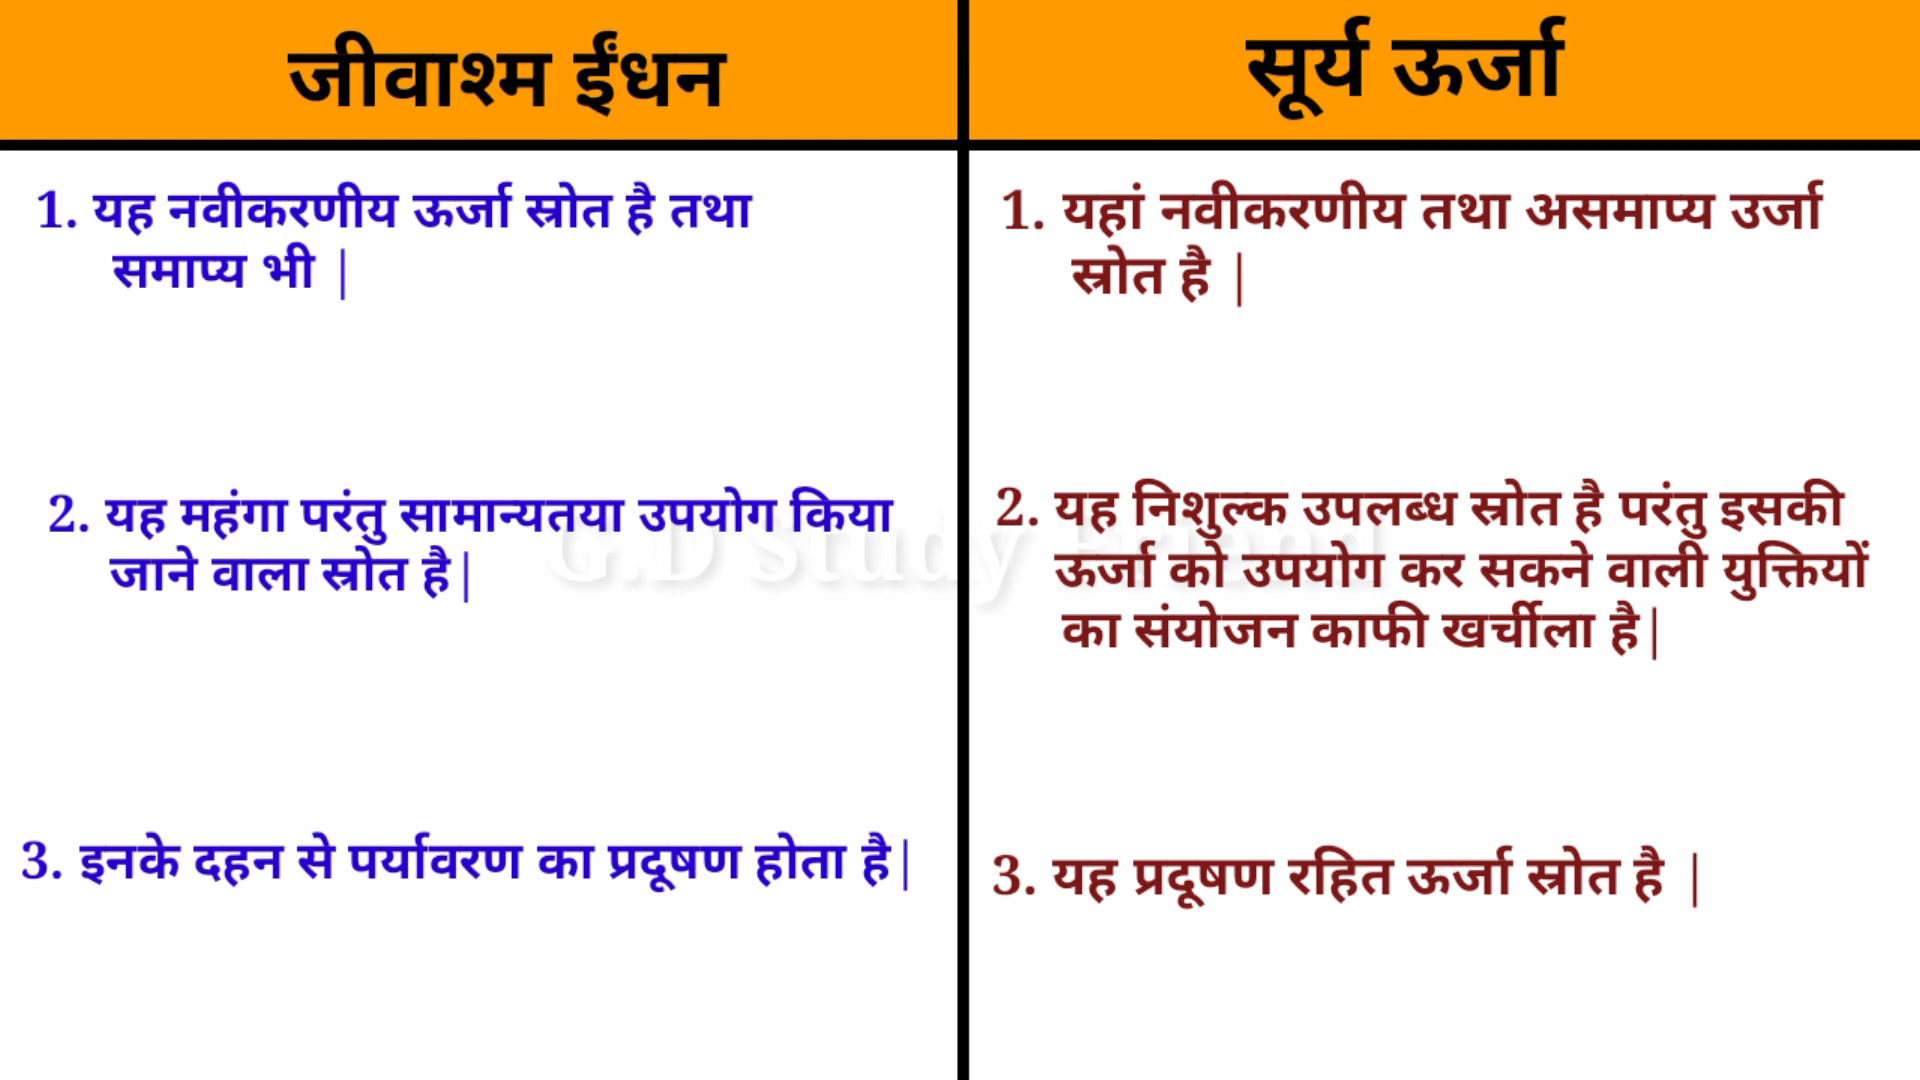 जीवाश्म ईंधन
1. यह नवीकरणीय ऊर्जा स्रोत है तथा
समाप्य भी |
2. यह महंगा परंतु सामान्यतया उपयोग किया
जाने वाला स्रोत है|
3. इनके दहन से पर्यावरण का प्रदूषण होता है|
सूर्य ऊर्जा
1. यहां नवीकरणीय तथा असमाप्य उर्जा
स्रोत है |
2. यह निशुल्क उपलब्ध स्रोत है परंतु इसकी
ऊर्जा को उपयोग कर सकने वाली युक्तियों
का संयोजन काफी खर्चीला है|
3. यह प्रदूषण रहित ऊर्जा स्रोत है |
G.D Study Friend